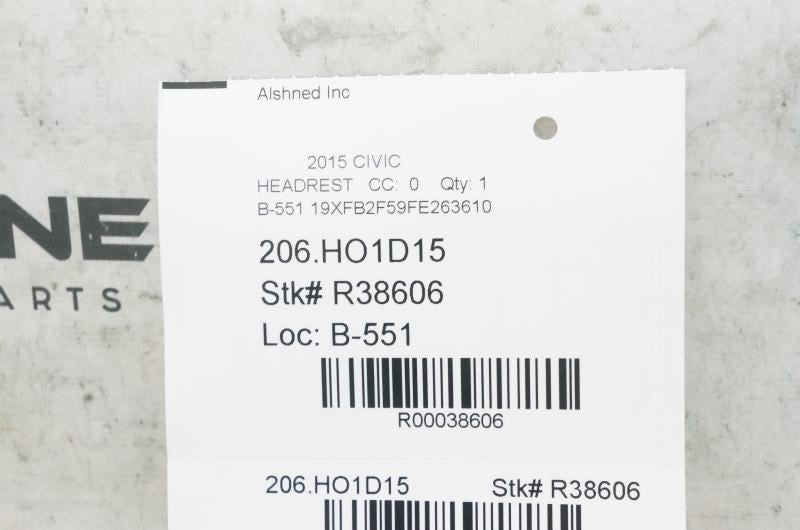 Alshned Inc
2015 CIVIC
HEADREST CC: 0 Qty: 1
B-551 19XFB2F59FE263610
206.HO1D15
Stk# R38606
Loc: B-551
R00038606
206.HO1D15 Stk# R38606
NE
ARTS